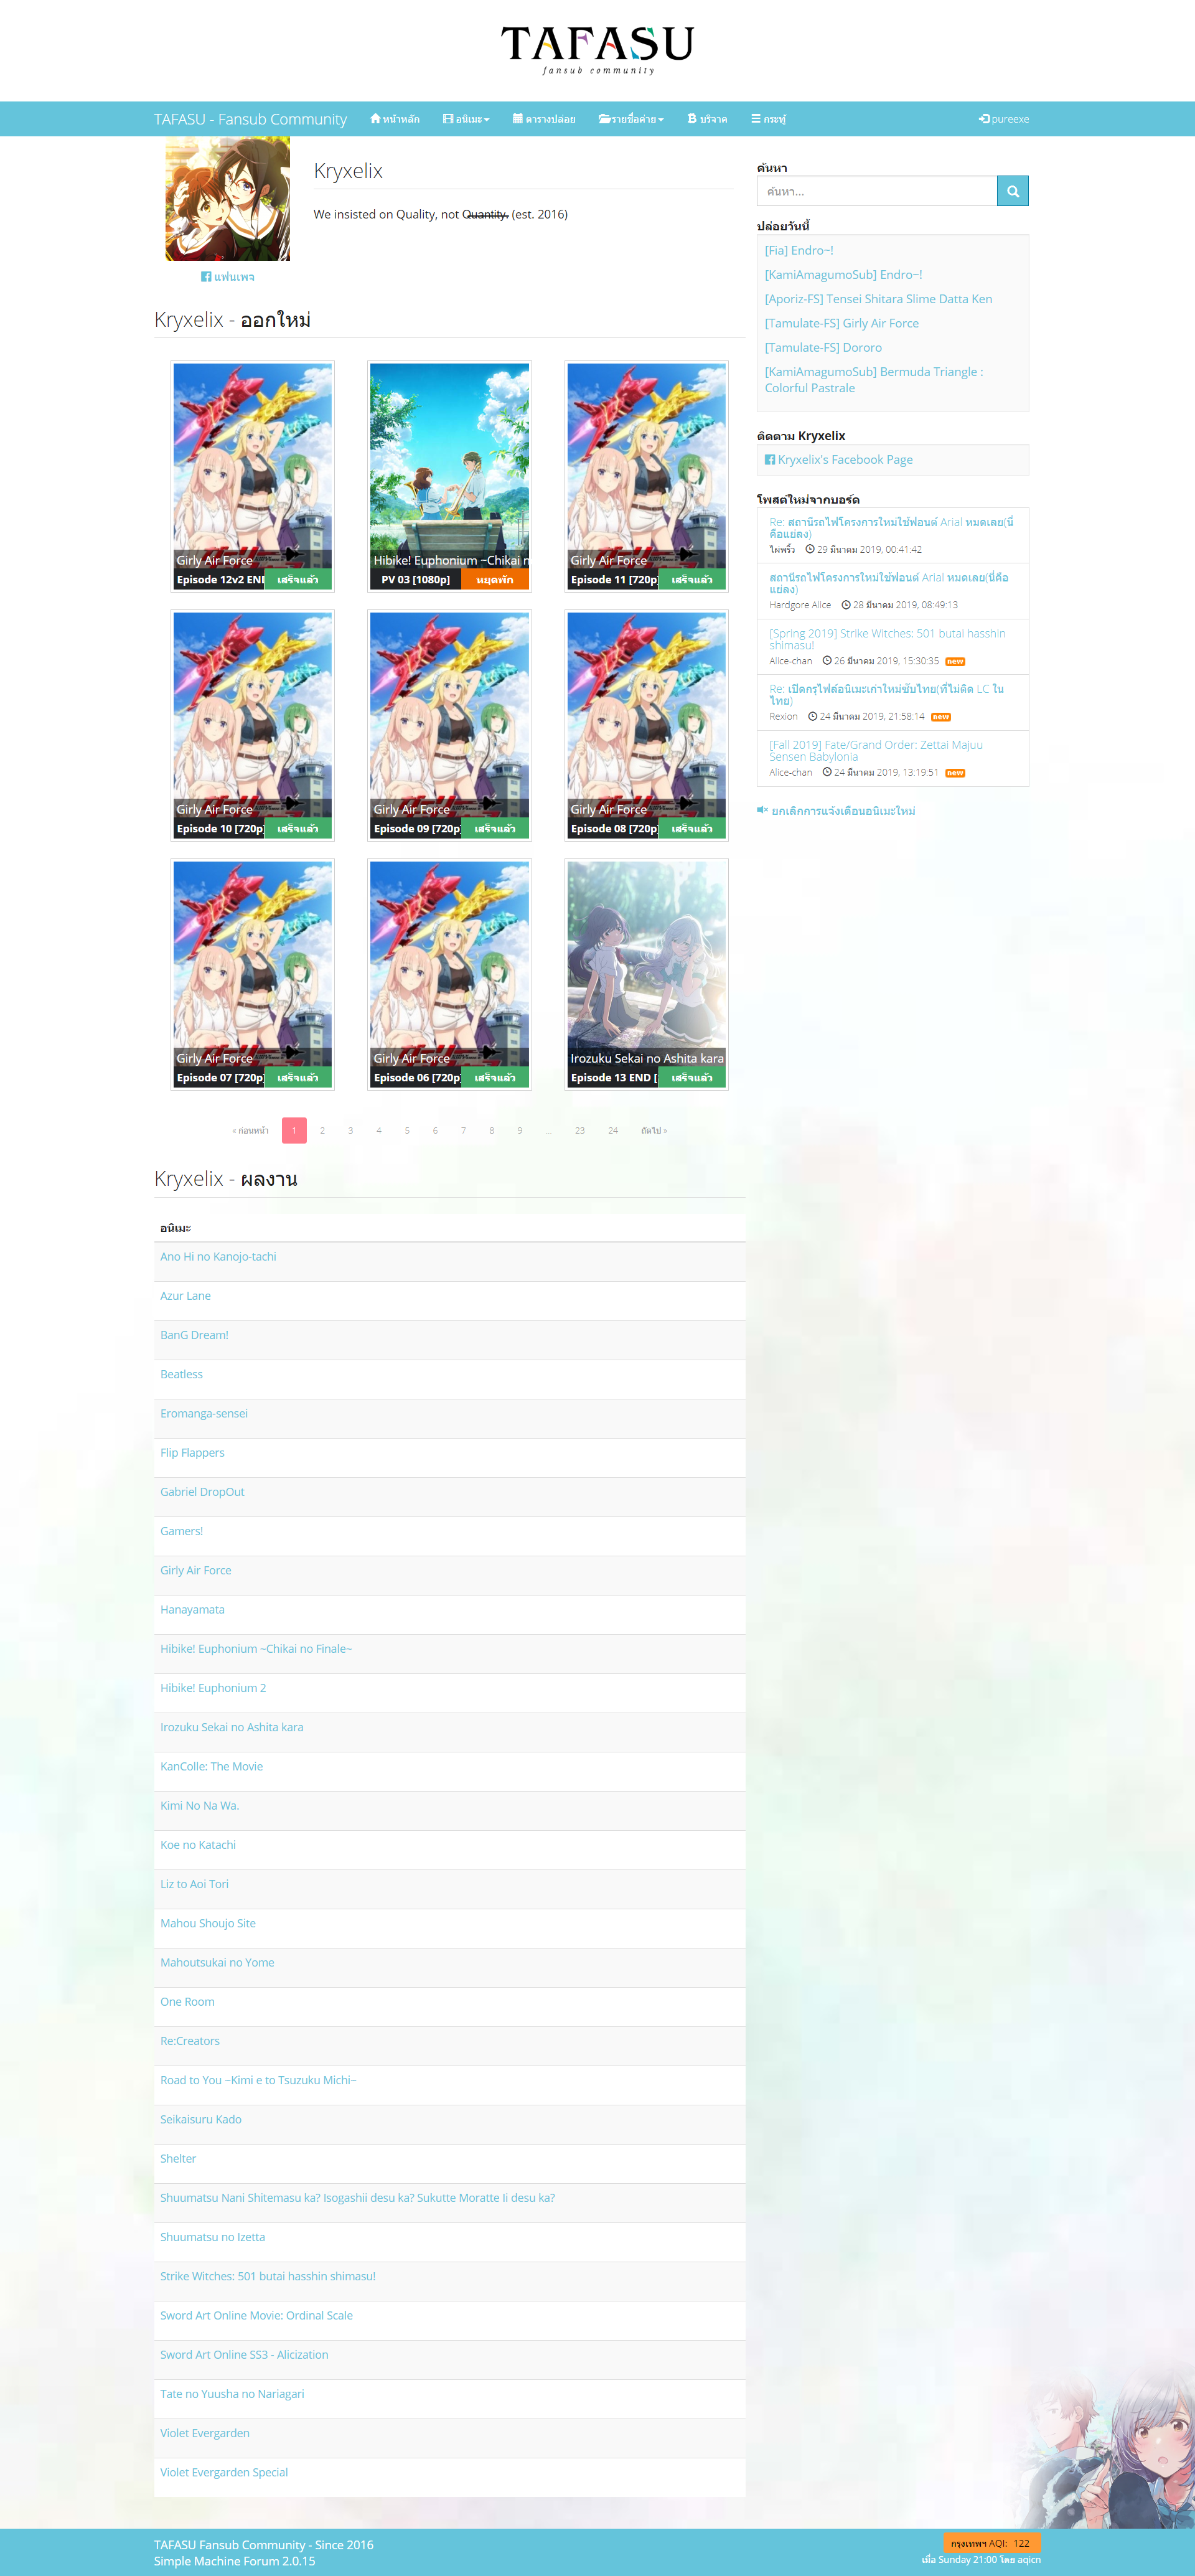 TAFASU
fansub community
TAFASU - Fansub Community
หน้าหลัก
อนิเมะ
ตารางปล่อย
รายชื่อค่าย
บริจาค
กระทู้
pureexe
แฟนเพจ
Kryxelix
We insisted on Quality, not Quantity. (est. 2016)
Kryxelix - ออกใหม่
Girly Air Force
Episode 12v2 END
เสร็จแล้ว
Hibike! Euphonium ~Chikai n
PV 03 [1080p]
หยุดพัก
Girly Air Force
Episode 11 [720p]
เสร็จแล้ว
Girly Air Force
Episode 10 [720p]
เสร็จแล้ว
Girly Air Force
Episode 09 [720p]
เสร็จแล้ว
Girly Air Force
Episode 08 [720p]
เสร็จแล้ว
Girly Air Force
Episode 07 [720p]
เสร็จแล้ว
Girly Air Force
Episode 06 [720p]
เสร็จแล้ว
Irozuku Sekai no Ashita kara
Episode 13 END [
เสร็จแล้ว
« ก่อนหน้า 1 2 3 4 5 6 7 8 9 ... 23 24 ถัดไป »
Kryxelix - ผลงาน
อนิเมะ
Ano Hi no Kanojo-tachi
Azur Lane
BanG Dream!
Beatless
Eromanga-sensei
Flip Flappers
Gabriel DropOut
Gamers!
Girly Air Force
Hanayamata
Hibike! Euphonium ~Chikai no Finale~
Hibike! Euphonium 2
Irozuku Sekai no Ashita kara
KanColle: The Movie
Kimi No Na Wa.
Koe no Katachi
Liz to Aoi Tori
Mahou Shoujo Site
Mahoutsukai no Yome
One Room
Re:Creators
Road to You ~Kimi e to Tsuzuku Michi~
Seikaisuru Kado
Shelter
Shuumatsu Nani Shitemasu ka? Isogashii desu ka? Sukutte Moratte Ii desu ka?
Shuumatsu no Izetta
Strike Witches: 501 butai hasshin shimasu!
Sword Art Online Movie: Ordinal Scale
Sword Art Online SS3 - Alicization
Tate no Yuusha no Nariagari
Violet Evergarden
Violet Evergarden Special
ค้นหา
ค้นหา...
ปล่อยวันนี้
[Fia] Endro~!
[KamiAmagumoSub] Endro~!
[Aporiz-FS] Tensei Shitara Slime Datta Ken
[Tamulate-FS] Girly Air Force
[Tamulate-FS] Dororo
[KamiAmagumoSub] Bermuda Triangle :
Colorful Pastrale
ติดตาม Kryxelix
Kryxelix's Facebook Page
โพสต์ใหม่จากบอร์ด
Re: สถานีรถไฟโครงการใหม่ใช้ฟอนต์ Arial หมดเลย(นี่
คือแย่ลง)
ไผ่พริ้ว 29 มีนาคม 2019, 00:41:42
สถานีรถไฟโครงการใหม่ใช้ฟอนต์ Arial หมดเลย(นี่คือ
แย่ลง)
Hardgore Alice 28 มีนาคม 2019, 08:49:13
[Spring 2019] Strike Witches: 501 butai hasshin
shimasu!
Alice-chan 26 มีนาคม 2019, 15:30:35 new
Re: เปิดกรุไฟล์อนิเมะเก่าใหม่ซับไทย(ที่ไม่ติด LC ใน
ไทย)
Rexion 24 มีนาคม 2019, 21:58:14 new
[Fall 2019] Fate/Grand Order: Zettai Majuu
Sensen Babylonia
Alice-chan 24 มีนาคม 2019, 13:19:51 new
ยกเลิกการแจ้งเตือนอนิเมะใหม่
TAFASU Fansub Community - Since 2016
Simple Machine Forum 2.0.15
กรุงเทพฯ AQI: 122
เมื่อ Sunday 21:00 โดย aqicn